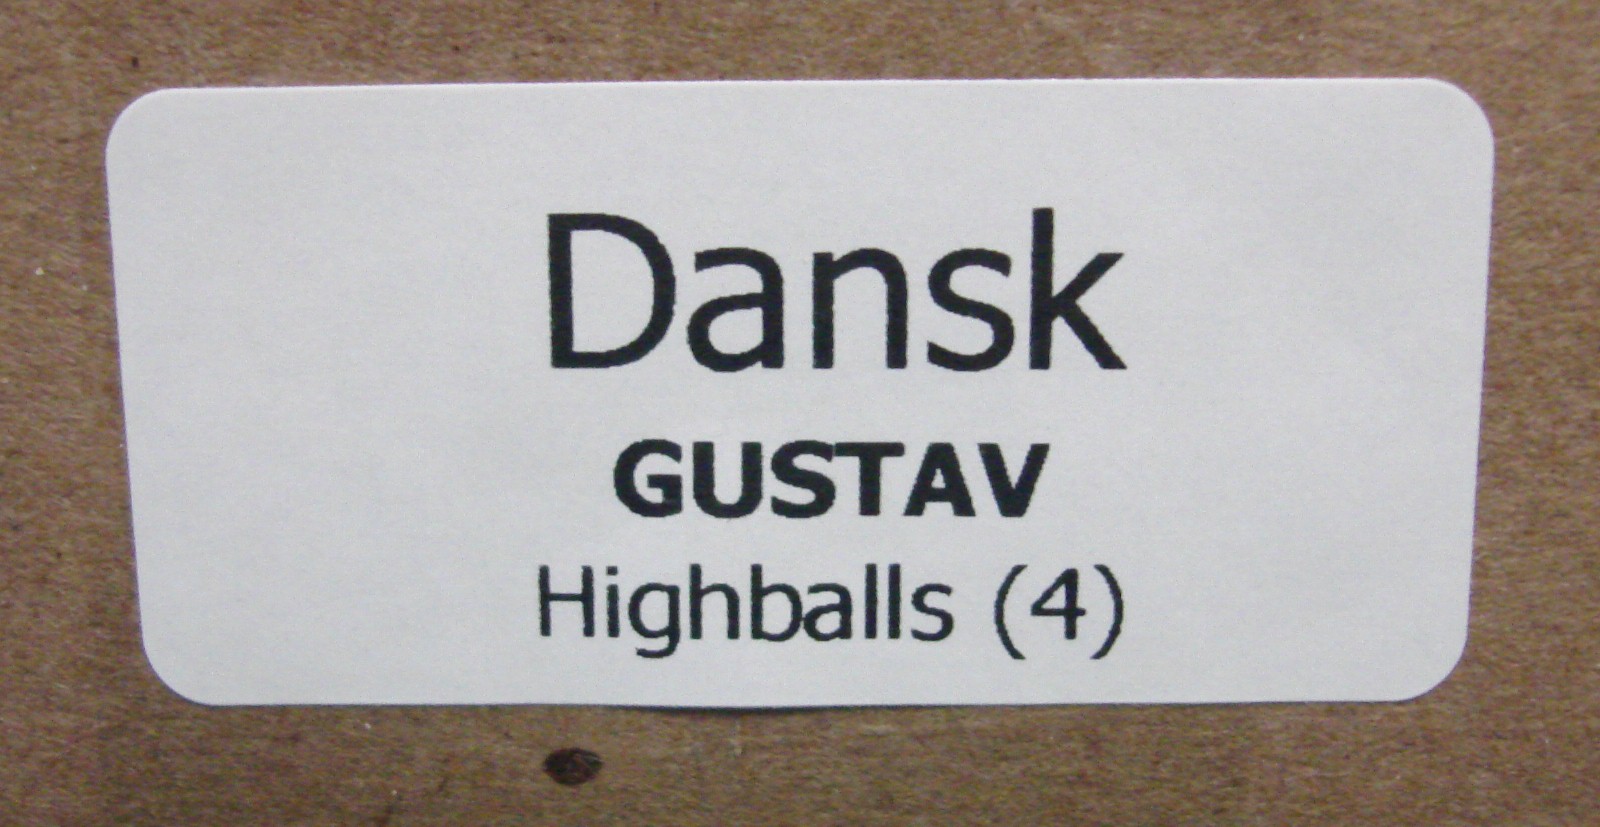 Dansk
GUSTAV
Highballs (4)